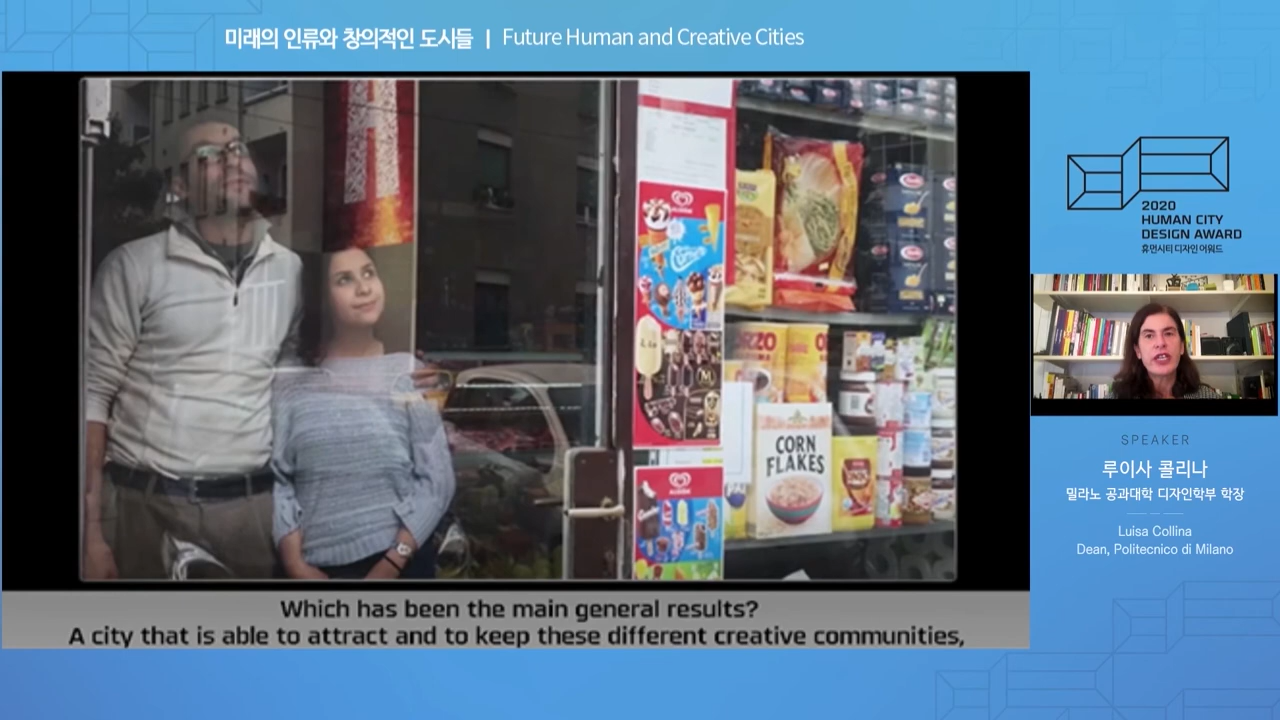 미래의 인류와 창의적인 도시들 | Future Human and Creative Cities
2020
HUMAN CITY
DESIGN AWARD
휴먼시티 디자인 어워드
CORN
FLAKES
SPEAKER
루이사 콜리나
밀라노 공과대학 디자인학부 학장
Luisa Collina
Dean, Politecnico di Milano
Which has been the main general results?
A city that is able to attract and to keep these different creative communities,